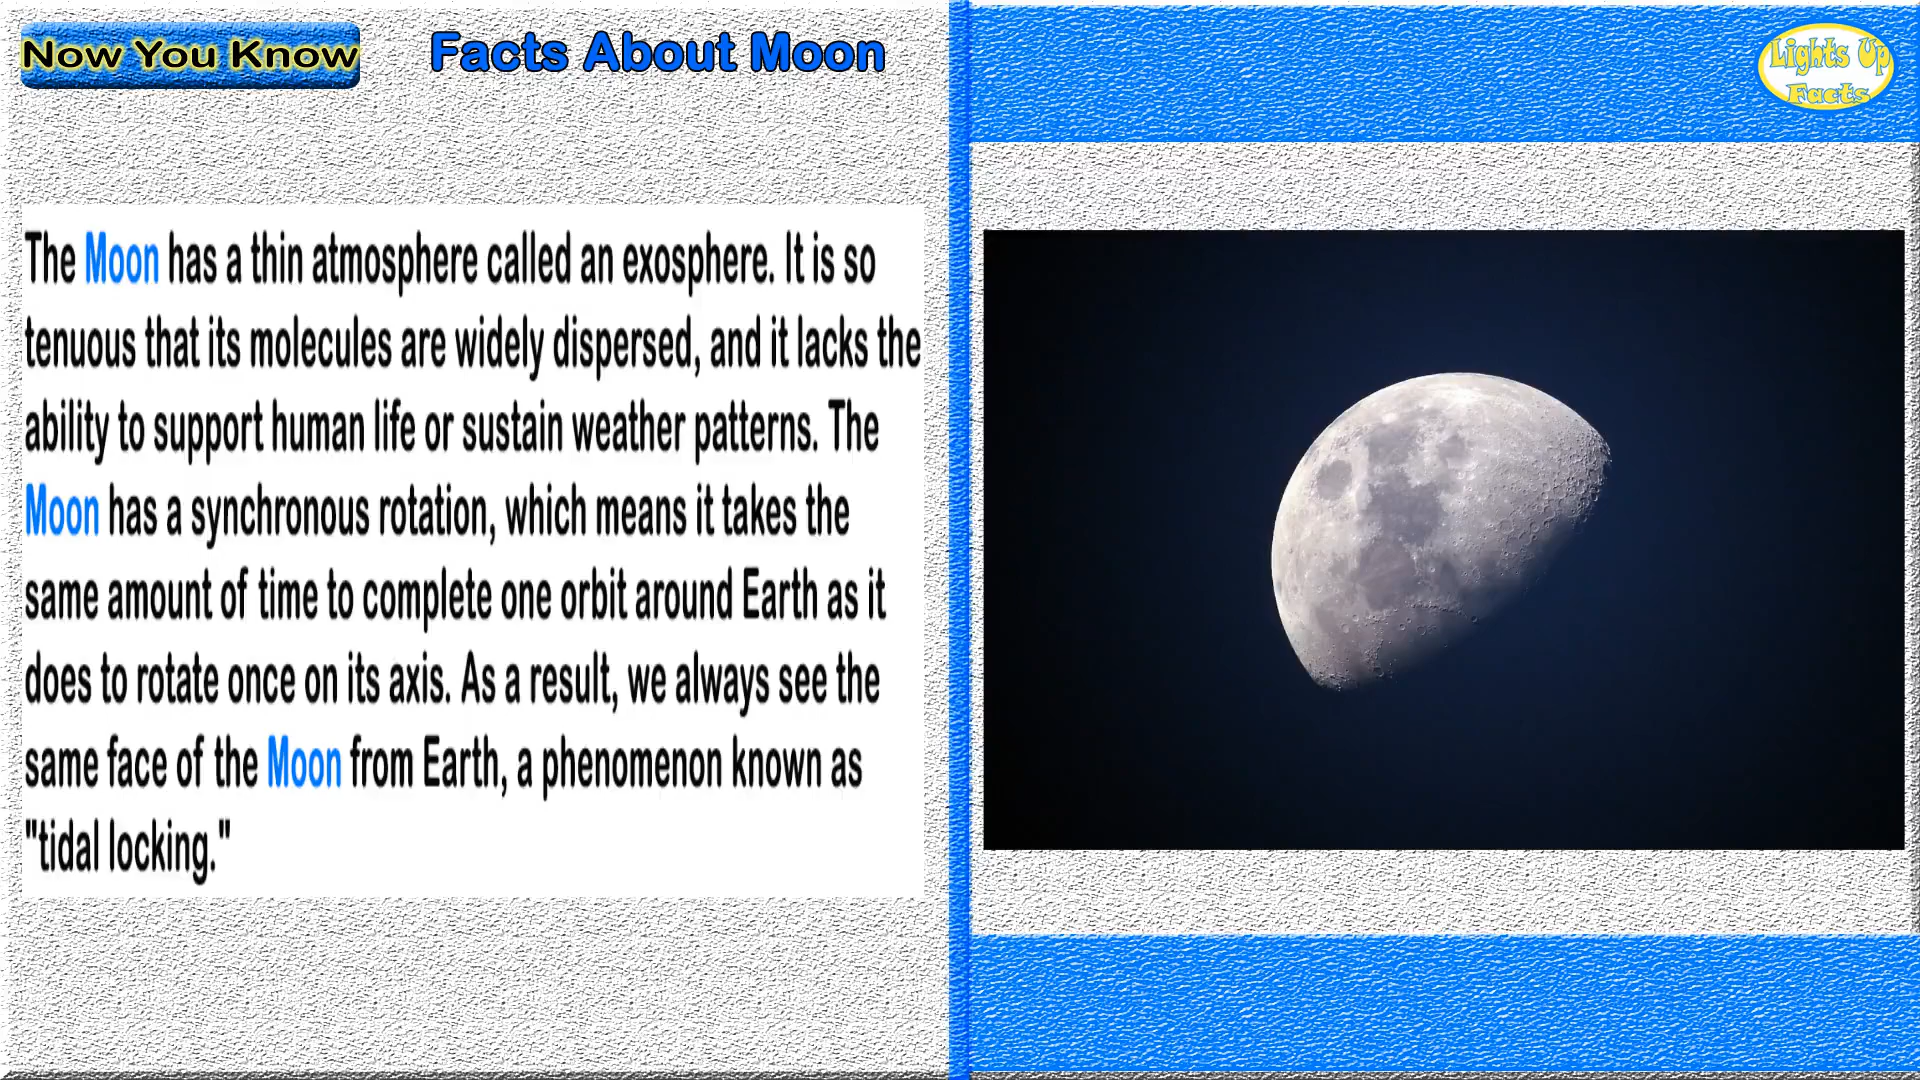 Now You Know
Facts About Moon
Lights Up
Facts
The Moon has a thin atmosphere called an exosphere. It is so
tenuous that its molecules are widely dispersed, and it lacks the
ability to support human life or sustain weather patterns. The
Moon has a synchronous rotation, which means it takes the
same amount of time to complete one orbit around Earth as it
does to rotate once on its axis. As a result, we always see the
same face of the Moon from Earth, a phenomenon known as
"tidal locking."